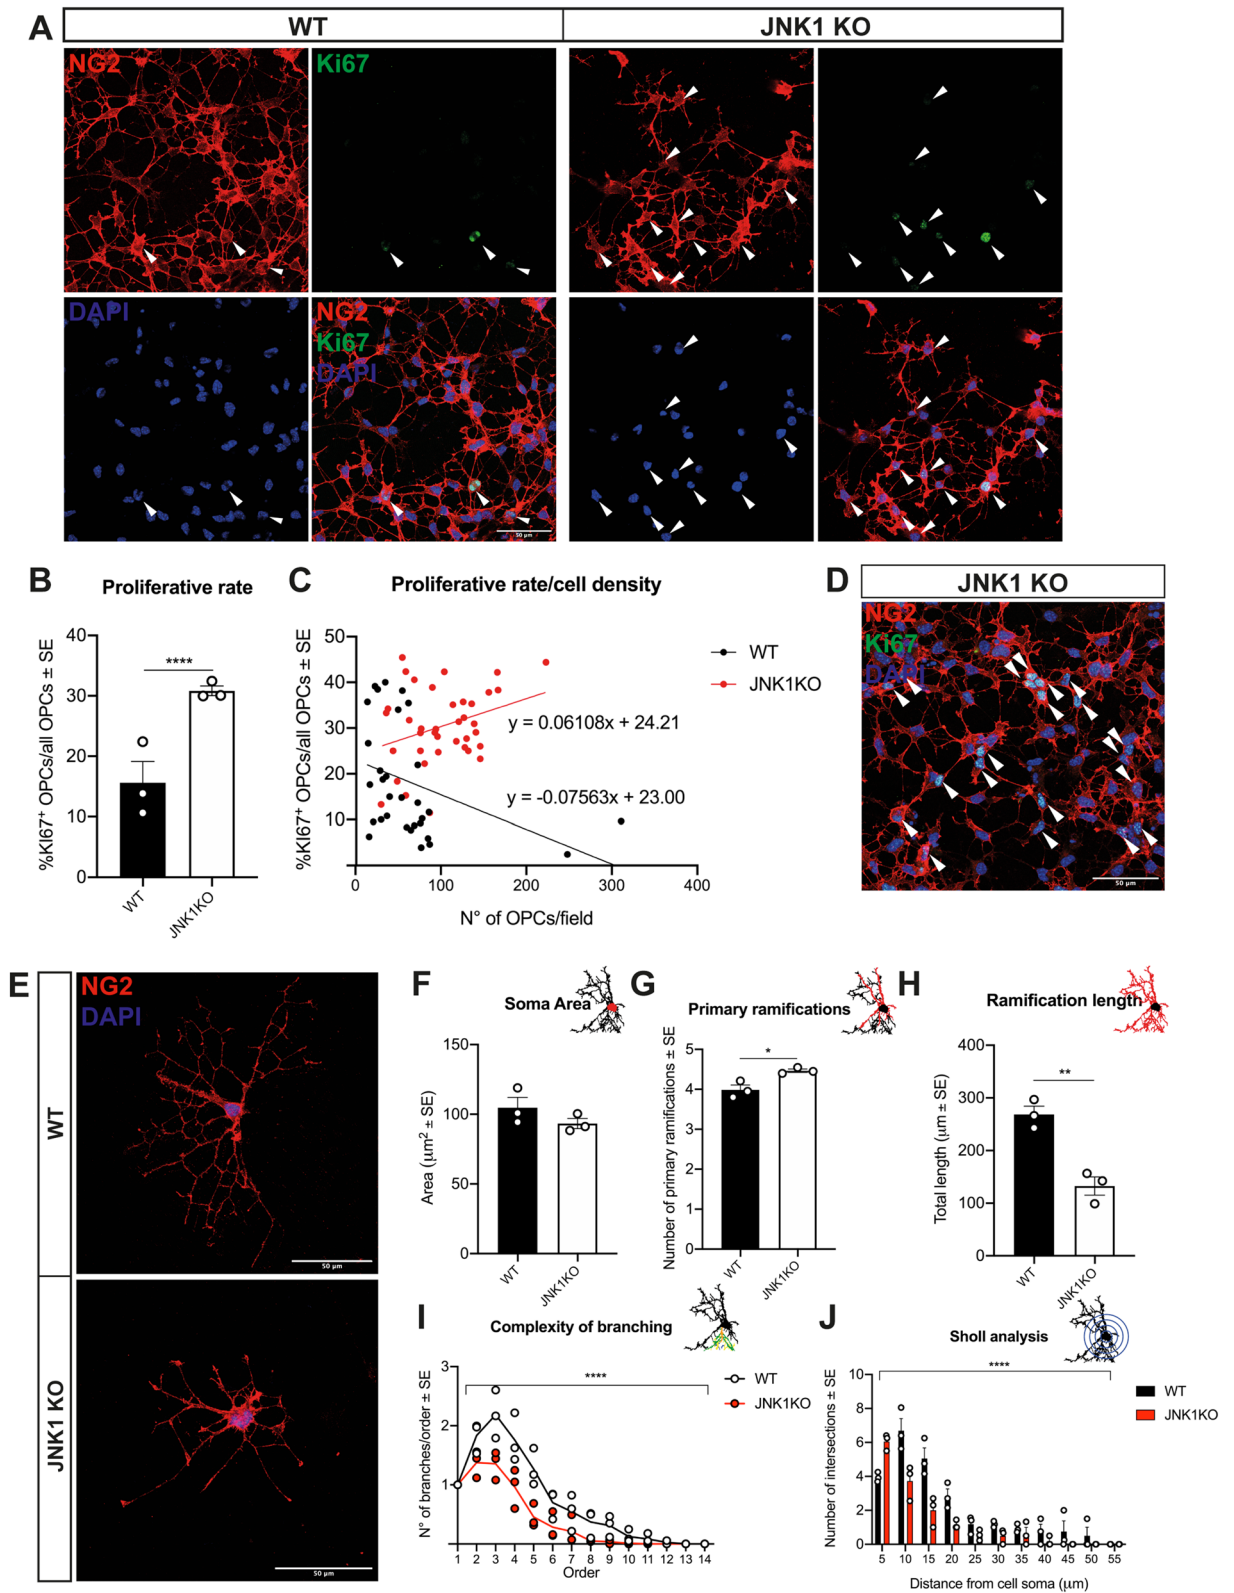 A
WT
JNK1 KO
NG2
Ki67
DAPI
NG2
Ki67
DAPI
50 µm
B
Proliferative rate
%KI67⁺ OPCs/all OPCs ± SE
40
30
20
10
0
****
WT
JNK1KO
C
Proliferative rate/cell density
%KI67⁺ OPCs/all OPCs ± SE
50
40
30
20
10
0
100
200
300
400
N° of OPCs/field
WT
JNK1KO
y = 0.06108x + 24.21
y = -0.07563x + 23.00
D
JNK1 KO
NG2
Ki67
DAPI
50 µm
E
WT
NG2
DAPI
50 µm
JNK1 KO
50 µm
F
Soma Area
Area (µm² ± SE)
150
100
50
0
WT
JNK1KO
G
Primary ramifications
Number of primary ramifications ± SE
5
4
3
2
1
0
*
WT
JNK1KO
H
Ramification length
Total length (µm ± SE)
400
300
200
100
0
**
WT
JNK1KO
I
Complexity of branching
N° of branches/order ± SE
3
2
1
****
WT
JNK1KO
1 2 3 4 5 6 7 8 9 10 11 12 13 14
Order
J
Sholl analysis
Number of intersections ± SE
10
8
6
4
2
0
****
WT
JNK1KO
5 10 15 20 25 30 35 40 45 50 55
Distance from cell soma (µm)